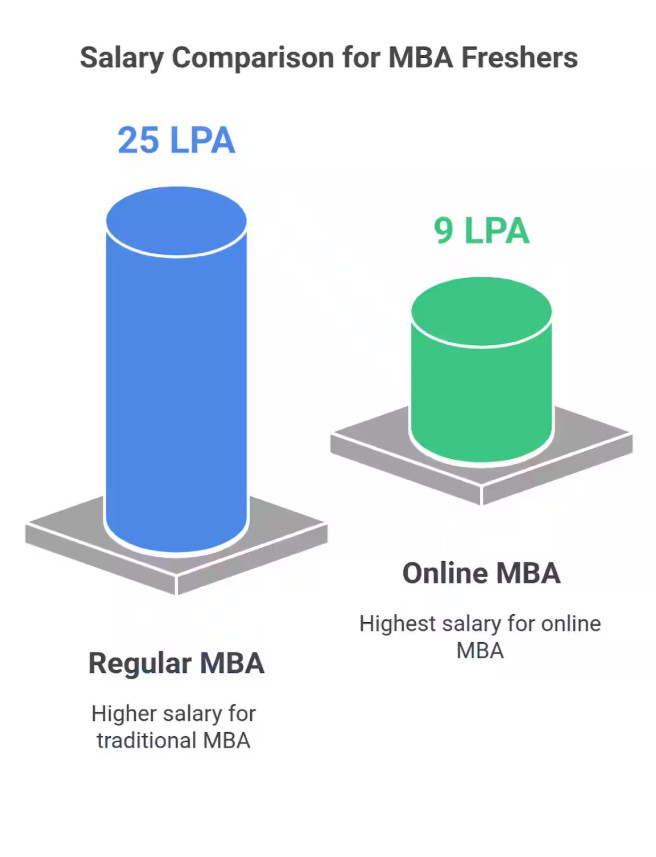 Salary Comparison for MBA Freshers
25 LPA
9 LPA
Online MBA
Highest salary for online
MBA
Regular MBA
Higher salary for
traditional MBA